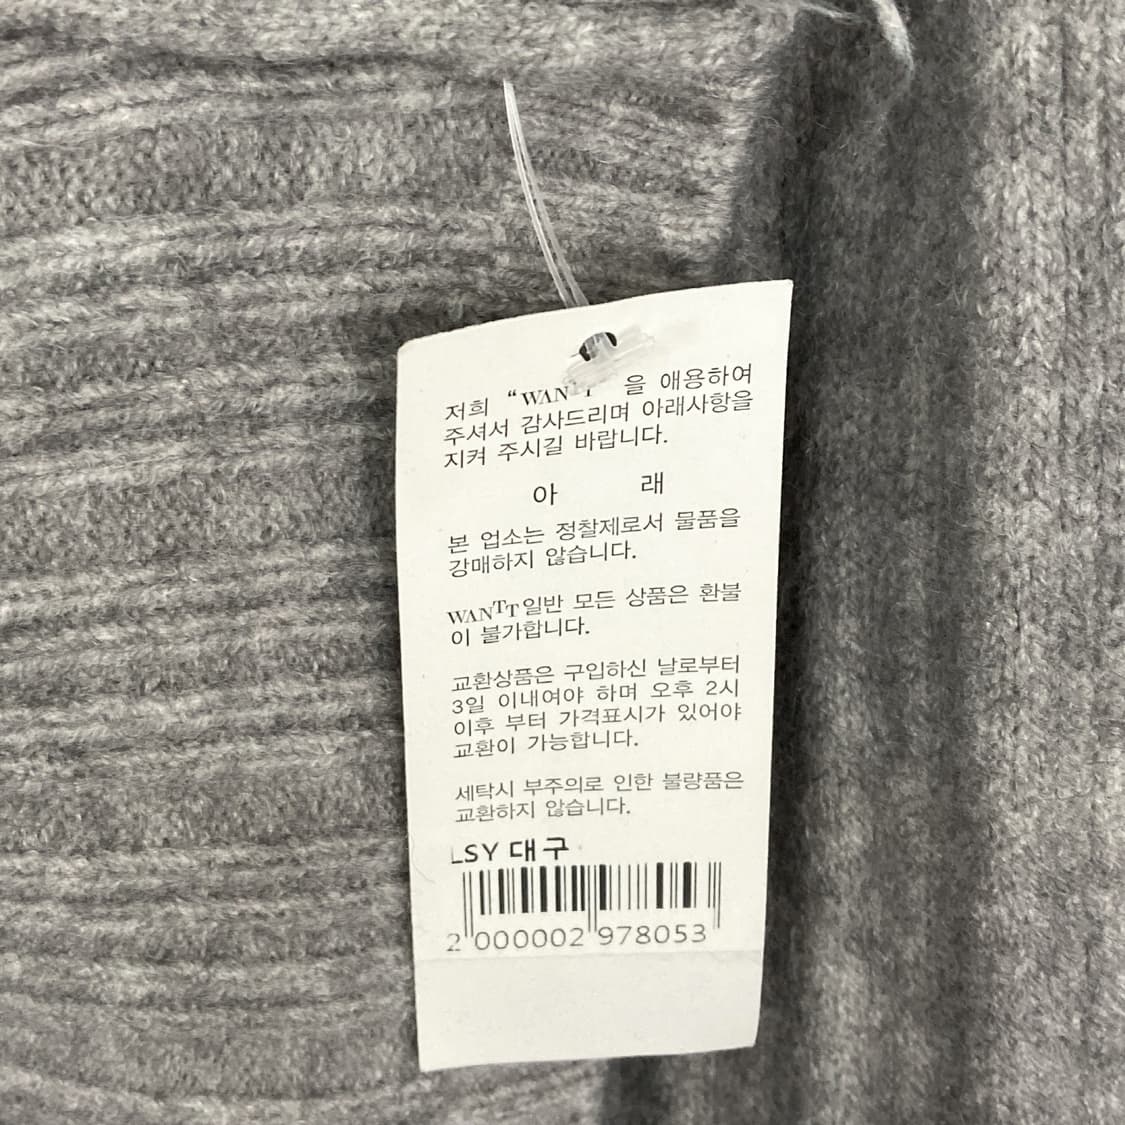 저희 "WANTT"을 애용하여
주셔서 감사드리며 아래사항을
지켜 주시길 바랍니다.
아 래
본 업소는 정찰제로서 물품을
강매하지 않습니다.
WANTT일반 모든 상품은 환불
이 불가합니다.
교환상품은 구입하신 날로부터
3일 이내여야 하며 오후 2시
이후 부터 가격표시가 있어야
교환이 가능합니다.
세탁시 부주의로 인한 불량품은
교환하지 않습니다.
LSY 대구
2 000002 978053